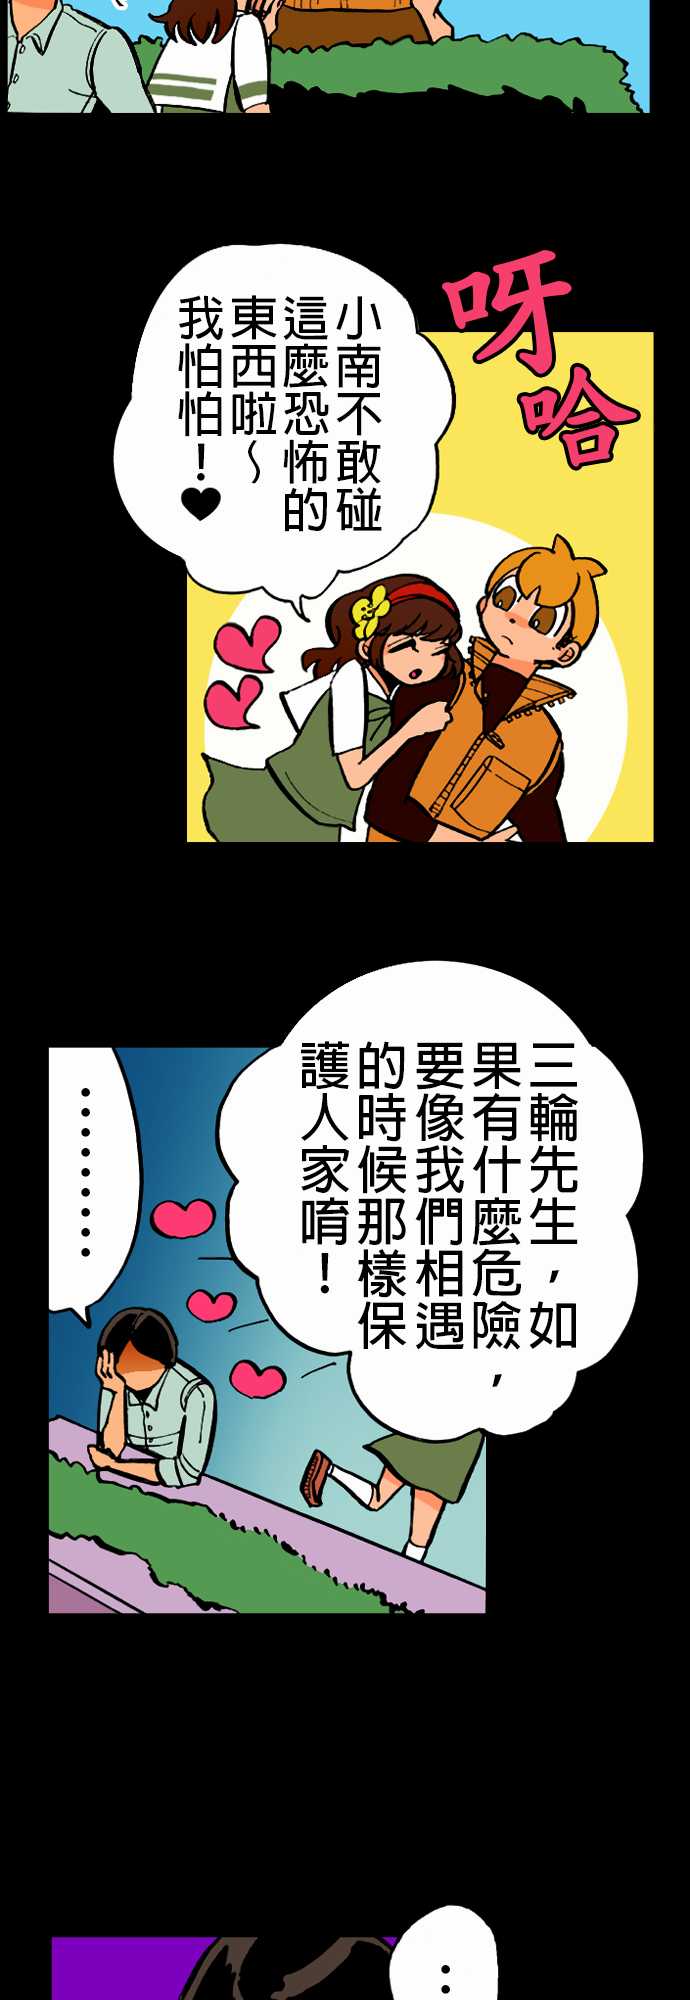 呀哈
小南不敢碰
這麼恐怖的
東西啦～
我怕怕！♥
三輪先生，如
果有什麼危險，
要像我們相遇
的時候那樣保
護人家唷！
………
…